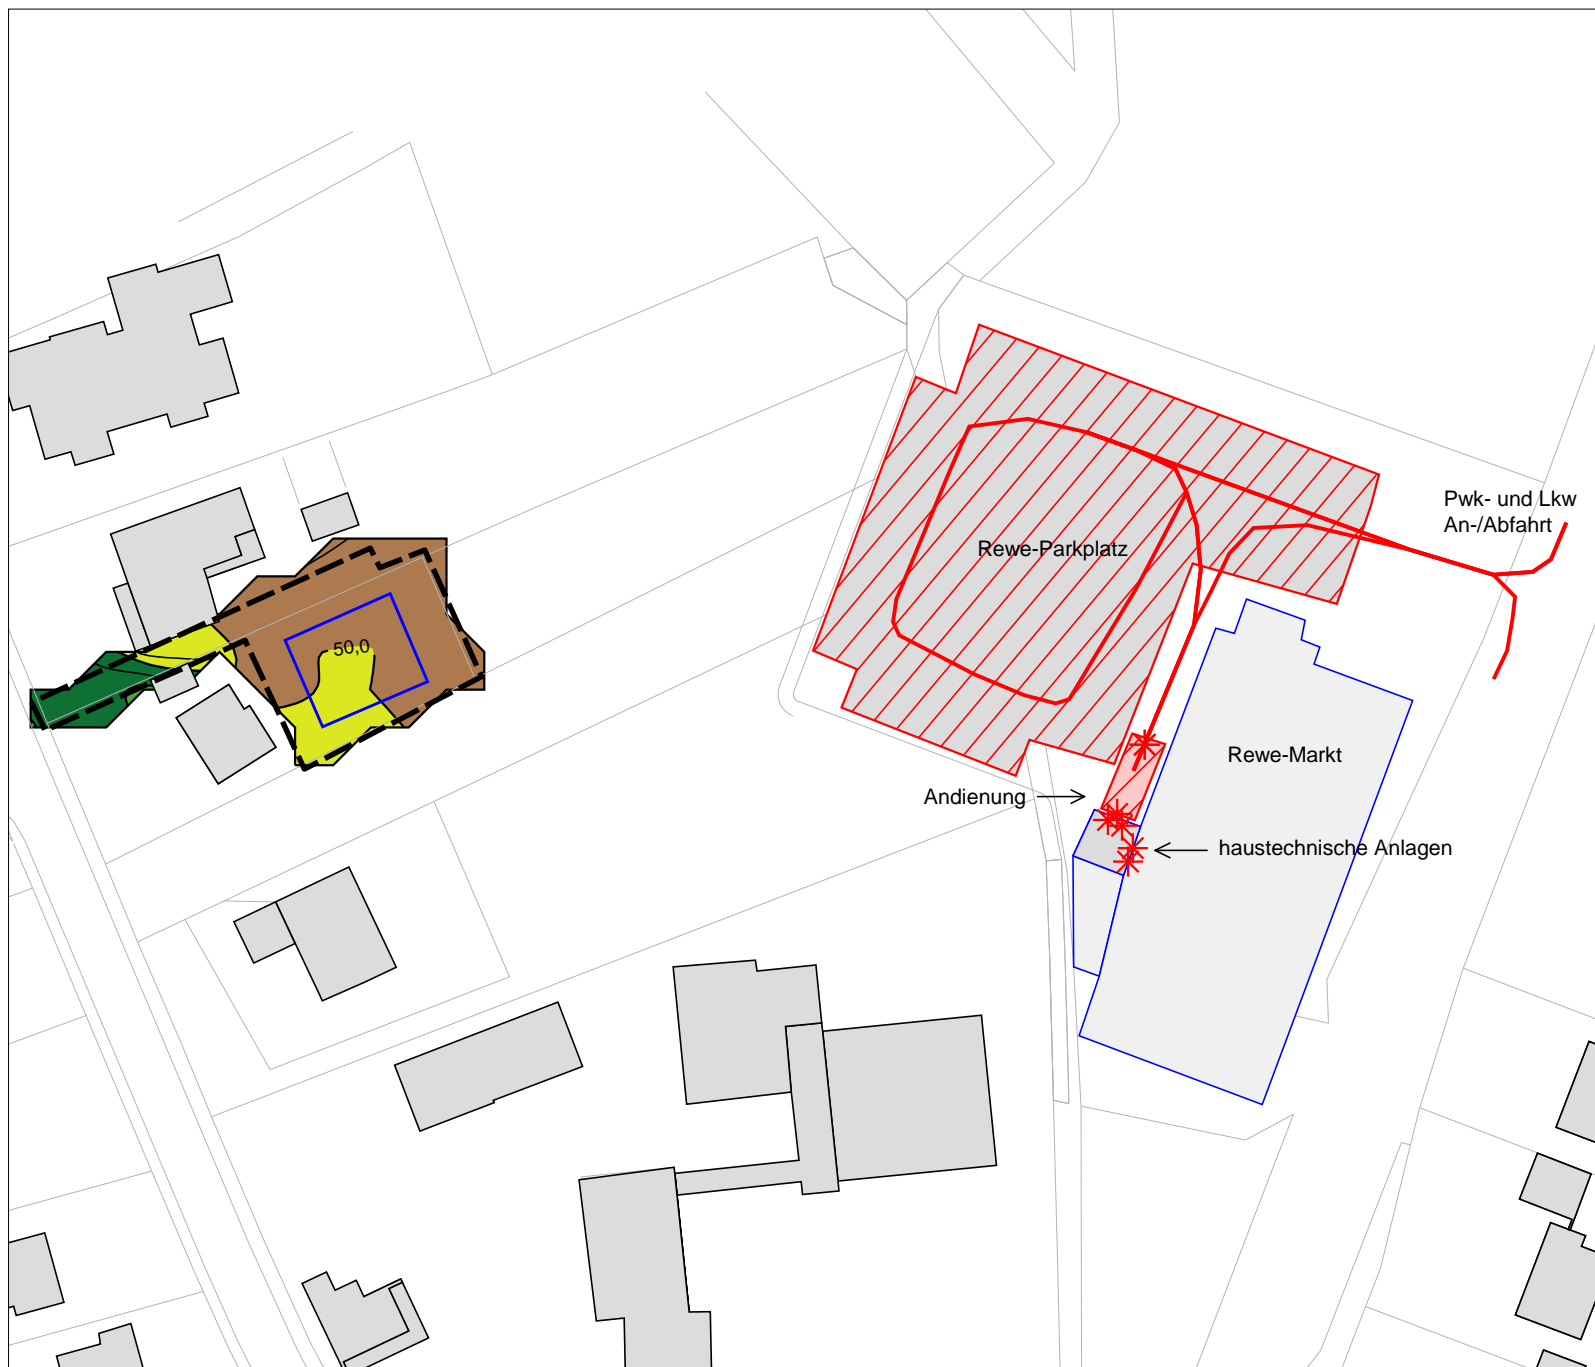 Pwk- und Lkw
An-/Abfahrt
Rewe-Parkplatz
50,0
Rewe-Markt
Andienung
haustechnische Anlagen